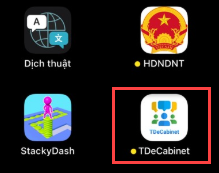 A
文
Dịch thuật
HDNDNT
StackyDash
TDeCabinet
TDeCabinet